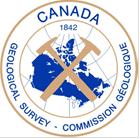 CANADA
1842
GEOLOGICAL SURVEY - COMMISSION GÉOLOGIQUE